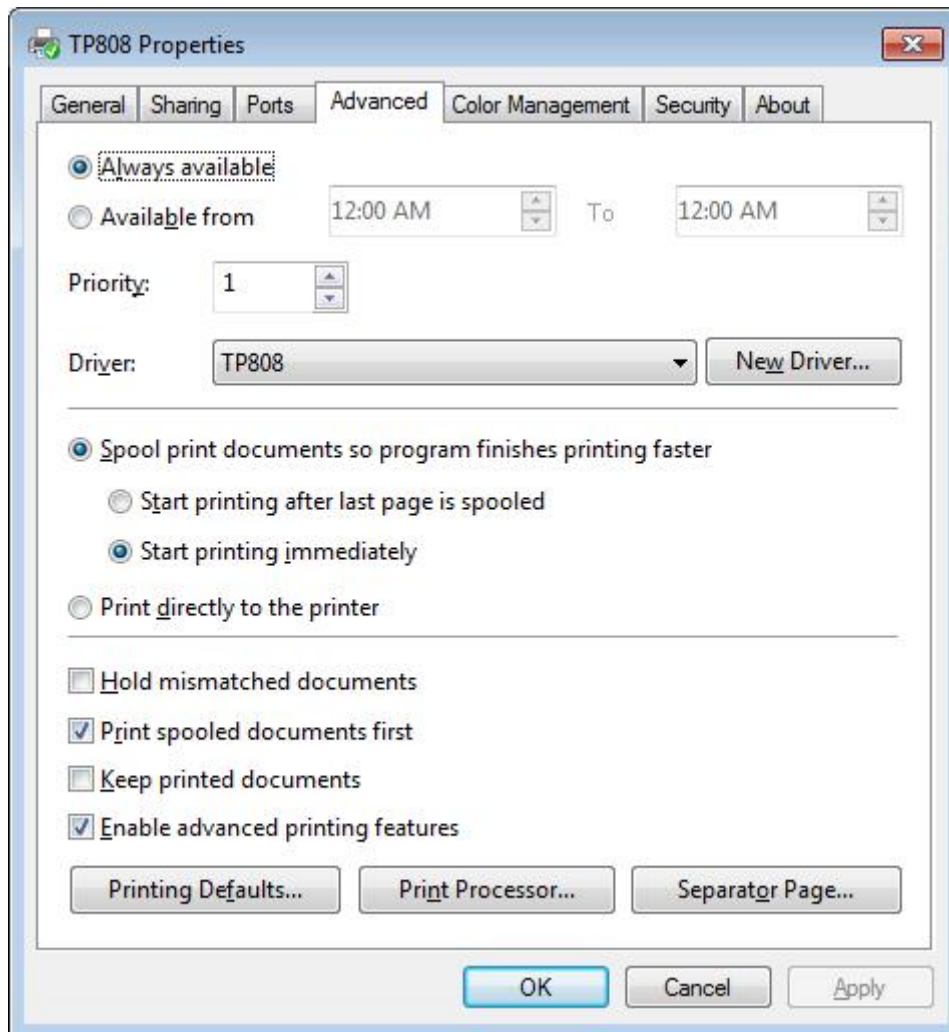 TP808 Properties
General Sharing Ports Advanced Color Management Security About
Always available
Available from 12:00 AM To 12:00 AM
Priority: 1
Driver: TP808 New Driver...
Spool print documents so program finishes printing faster
Start printing after last page is spooled
Start printing immediately
Print directly to the printer
Hold mismatched documents
Print spooled documents first
Keep printed documents
Enable advanced printing features
Printing Defaults... Print Processor... Separator Page...
OK Cancel Apply